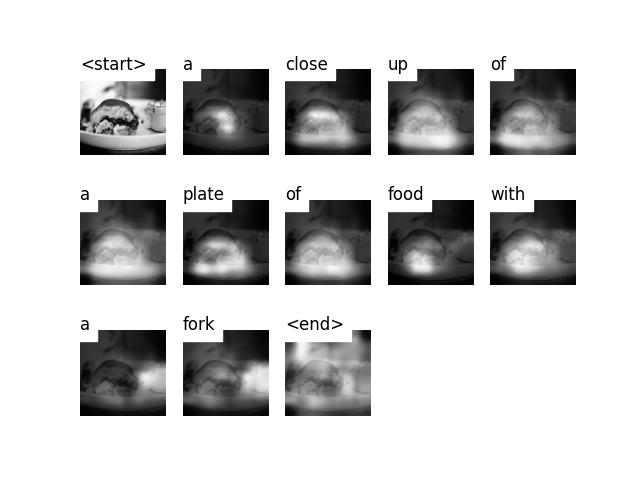 <start> a close up of
a plate of food with
a fork <end>